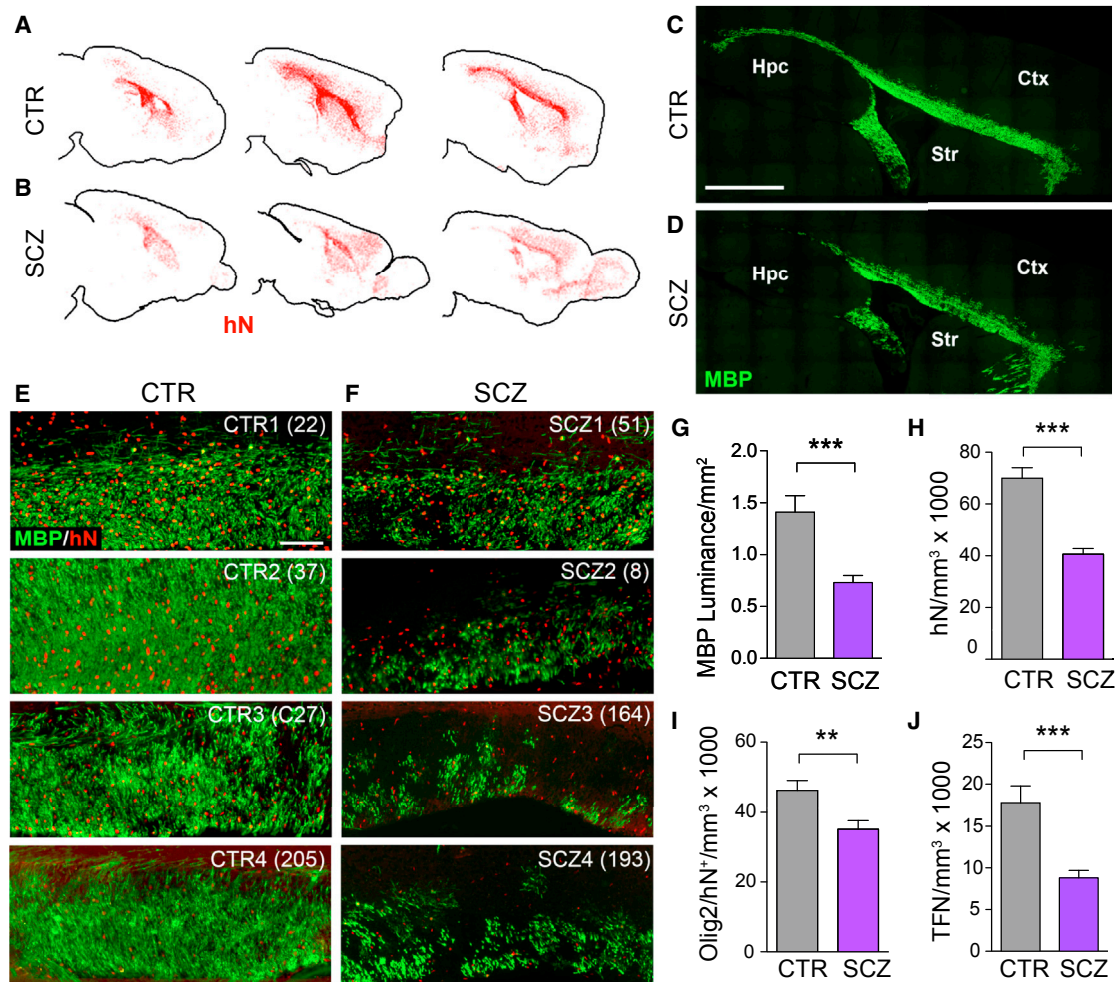 A
CTR
B
SCZ
hN
C
CTR
Hpc
Ctx
Str
D
SCZ
Hpc
Ctx
Str
MBP
E
CTR
CTR1 (22)
MBP/hN
CTR2 (37)
CTR3 (C27)
CTR4 (205)
F
SCZ
SCZ1 (51)
SCZ2 (8)
SCZ3 (164)
SCZ4 (193)
G
MBP Luminance/mm²
2.0
1.5
1.0
0.5
0.0
***
CTR SCZ
H
hN/mm³ x 1000
80
60
40
20
0
***
CTR SCZ
I
Olig2/hN⁺/mm³ x 1000
60
40
20
0
**
CTR SCZ
J
TFN/mm³ x 1000
25
20
15
10
5
0
***
CTR SCZ